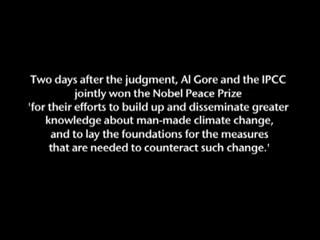 Two days after the judgment, Al Gore and the IPCC
jointly won the Nobel Peace Prize
'for their efforts to build up and disseminate greater
knowledge about man-made climate change,
and to lay the foundations for the measures
that are needed to counteract such change.'